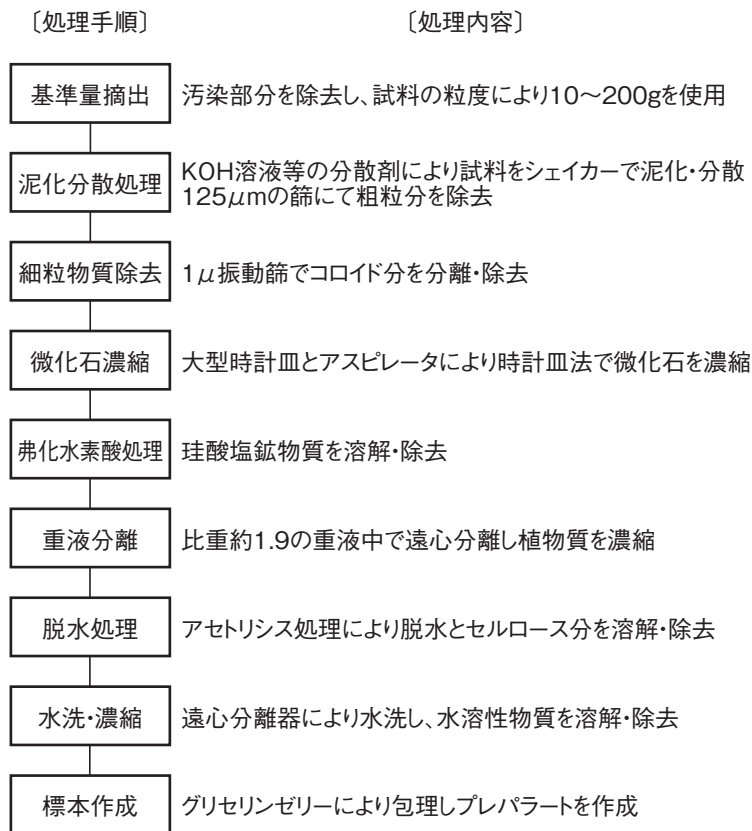 〔処理手順〕 〔処理内容〕
基準量摘出 汚染部分を除去し、試料の粒度により10〜200gを使用
泥化分散処理 KOH溶液等の分散剤により試料をシェイカーで泥化・分散
125μmの篩にて粗粒分を除去
細粒物質除去 1μ振動篩でコロイド分を分離・除去
微化石濃縮 大型時計皿とアスピレータにより時計皿法で微化石を濃縮
弗化水素酸処理 珪酸塩鉱物質を溶解・除去
重液分離 比重約1.9の重液中で遠心分離し植物質を濃縮
脱水処理 アセトリシス処理により脱水とセルロース分を溶解・除去
水洗・濃縮 遠心分離器により水洗し、水溶性物質を溶解・除去
標本作成 グリセリンゼリーにより包理しプレパラートを作成